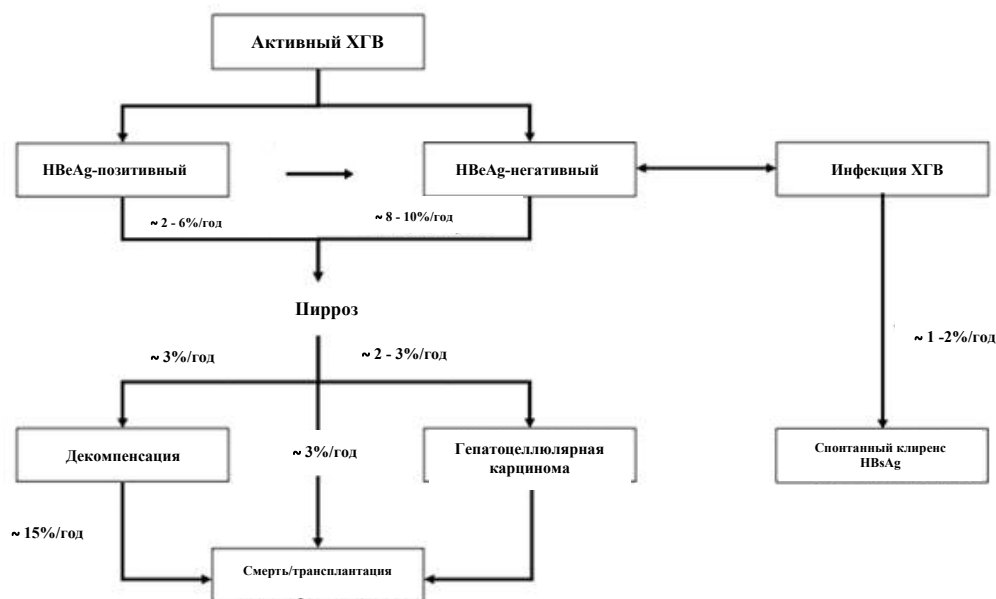 Активный ХГВ
HBeAg-позитивный
HBeAg-негативный
Инфекция ХГВ
~ 2 - 6%/год
~ 8 - 10%/год
Пирроз
~ 3%/год
~ 2 - 3%/год
~ 1 -2%/год
Декомпенсация
~ 3%/год
Гепатоцеллюлярная
карцинома
Спонтанный клиренс
HBsAg
~ 15%/год
Смерть/трансплантация